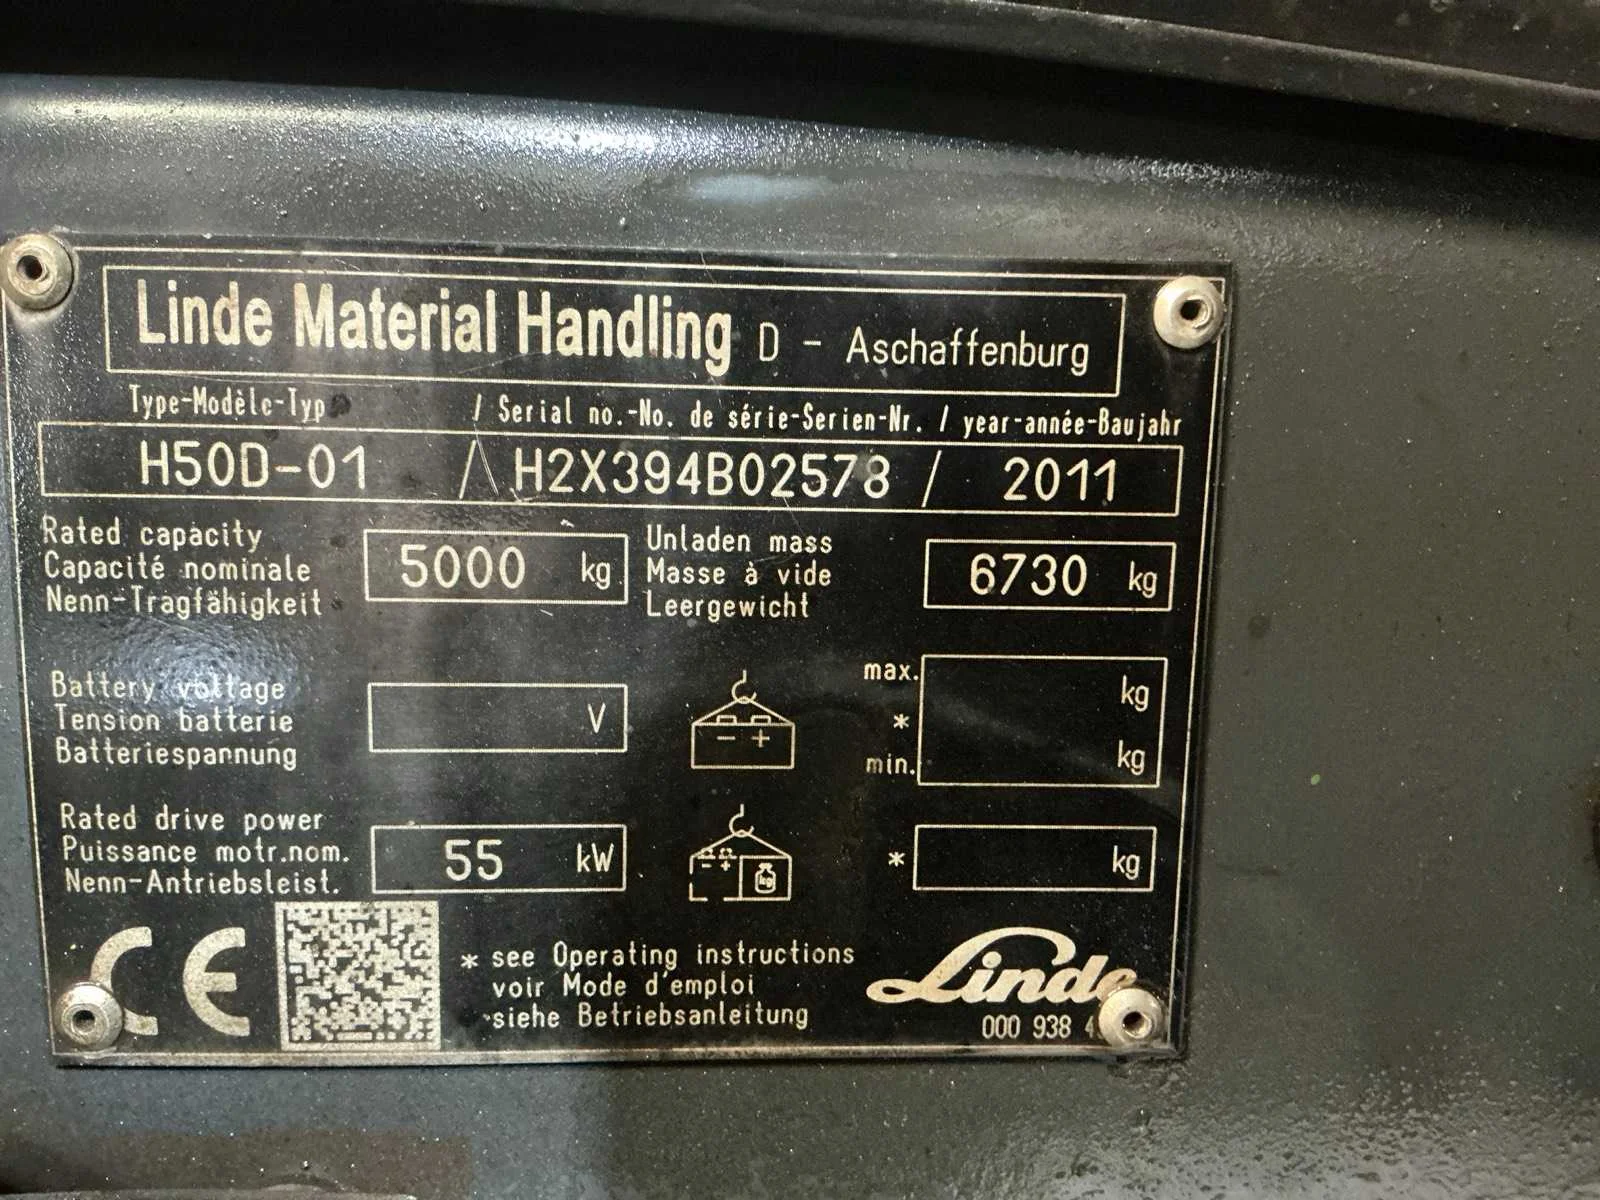 Linde Material Handling D - Aschaffenburg
Type-Modèle-Typ / Serial no.-No. de série-Serien-Nr. / year-année-Baujahr
H50D-01 / H2X394B02578 / 2011
Rated capacity
Capacité nominale
Nenn-Tragfähigkeit
5000 kg
Unladen mass
Masse à vide
Leergewicht
6730 kg
Battery voltage
Tension batterie
Batteriespannung
V
- +
max. kg
*
min. kg
Rated drive power
Puissance motr.nom.
Nenn-Antriebsleist.
55 kW
- + kg
* kg
CE
* see Operating instructions
voir Mode d'emploi
siehe Betriebsanleitung
Linde
000 938